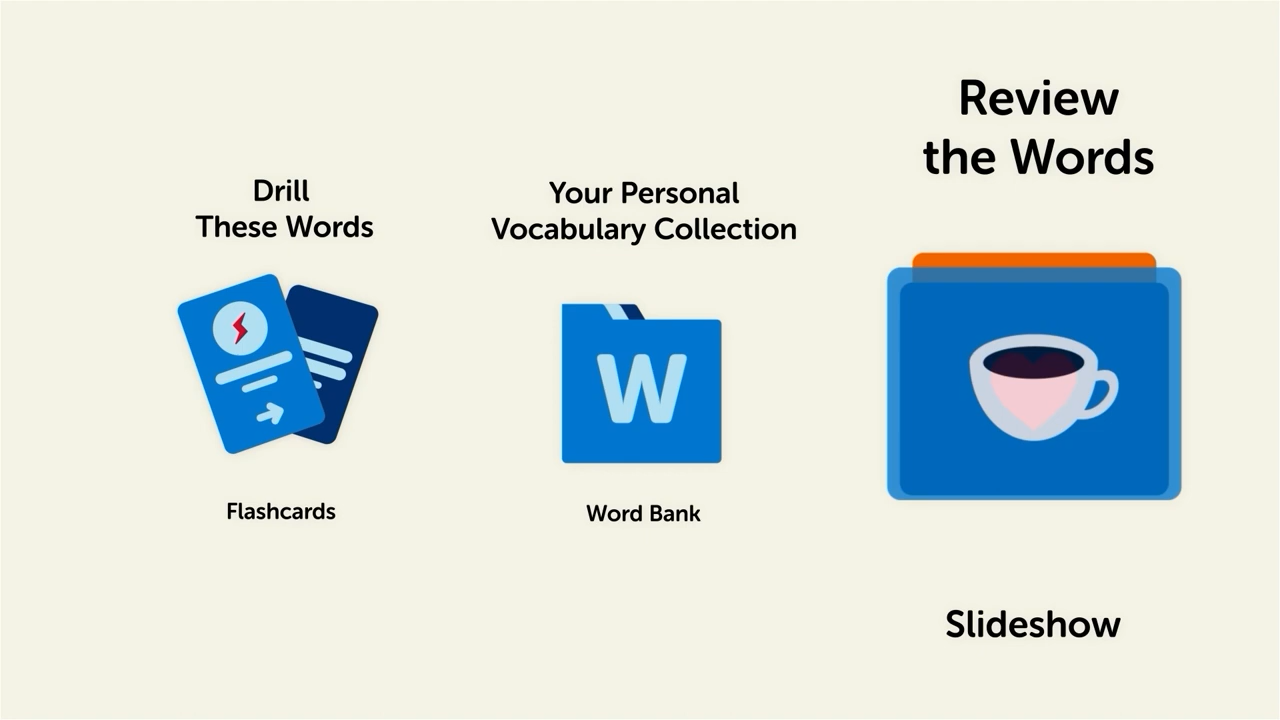 Drill
These Words
Flashcards
Your Personal
Vocabulary Collection
W
Word Bank
Review
the Words
Slideshow